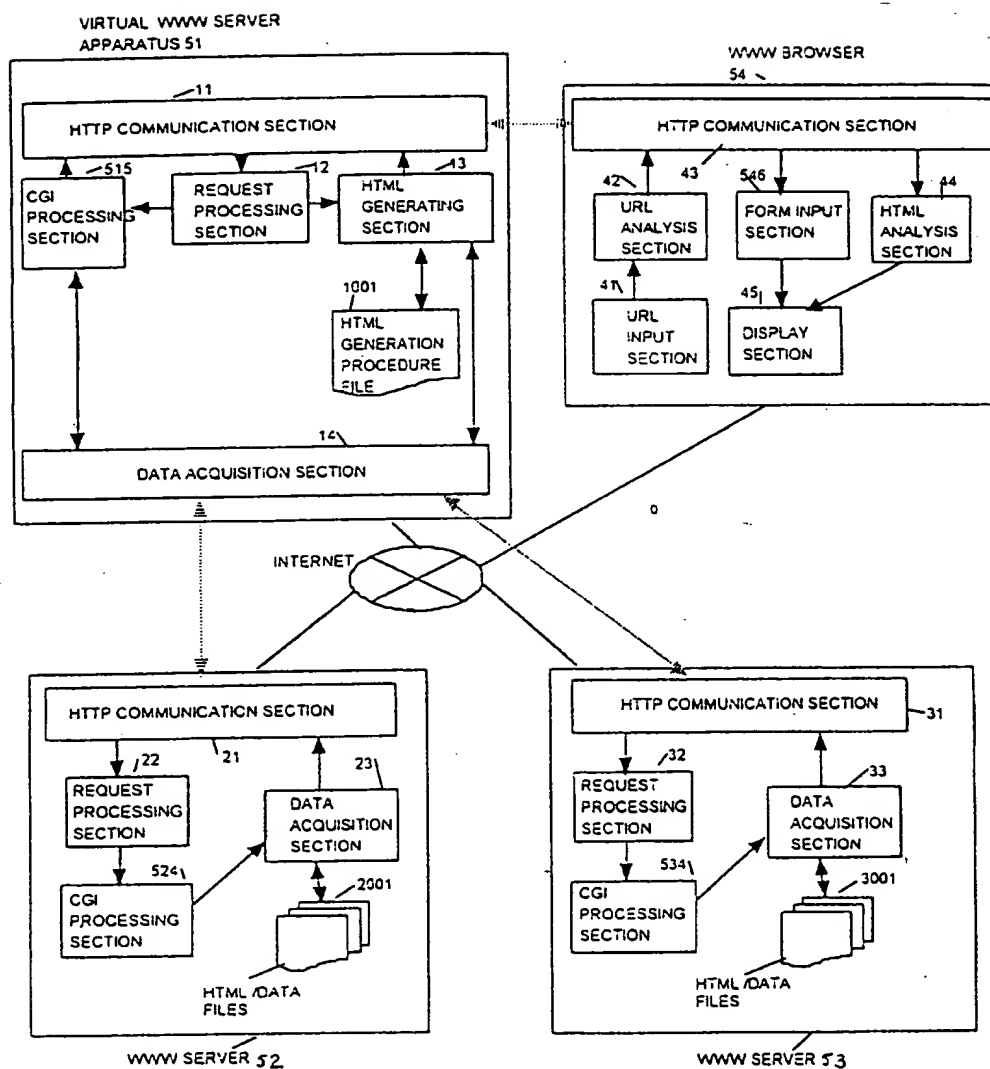 VIRTUAL WWW SERVER
APPARATUS 51
WWW BROWSER
54
11
HTTP COMMUNICATION SECTION
HTTP COMMUNICATION SECTION
43
515
CGI
PROCESSING
SECTION
12
REQUEST
PROCESSING
SECTION
13
HTML
GENERATING
SECTION
42
URL
ANALYSIS
SECTION
546
FORM INPUT
SECTION
44
HTML
ANALYSIS
SECTION
1001
HTML
GENERATION
PROCEDURE
FILE
41
URL
INPUT
SECTION
45
DISPLAY
SECTION
14
DATA ACQUISITION SECTION
INTERNET
HTTP COMMUNICATION SECTION
21
22
REQUEST
PROCESSING
SECTION
23
DATA
ACQUISITION
SECTION
524
CGI
PROCESSING
SECTION
2001
HTML /DATA
FILES
WWW SERVER 52
HTTP COMMUNICATION SECTION
31
32
REQUEST
PROCESSING
SECTION
33
DATA
ACQUISITION
SECTION
534
CGI
PROCESSING
SECTION
3001
HTML /DATA
FILES
WWW SERVER 53